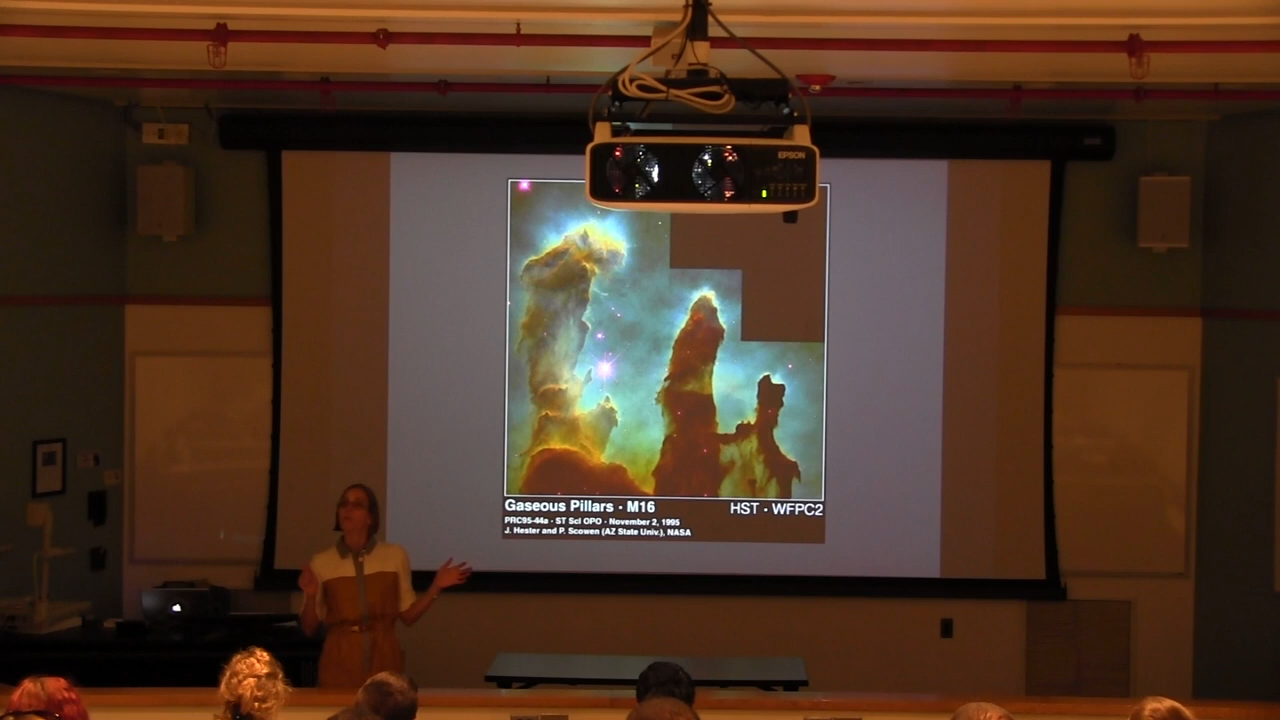 EPSON
Gaseous Pillars · M16
HST · WFPC2
PRC95-44a · ST ScI OPO · November 2, 1995
J. Hester and P. Scowen (AZ State Univ.), NASA